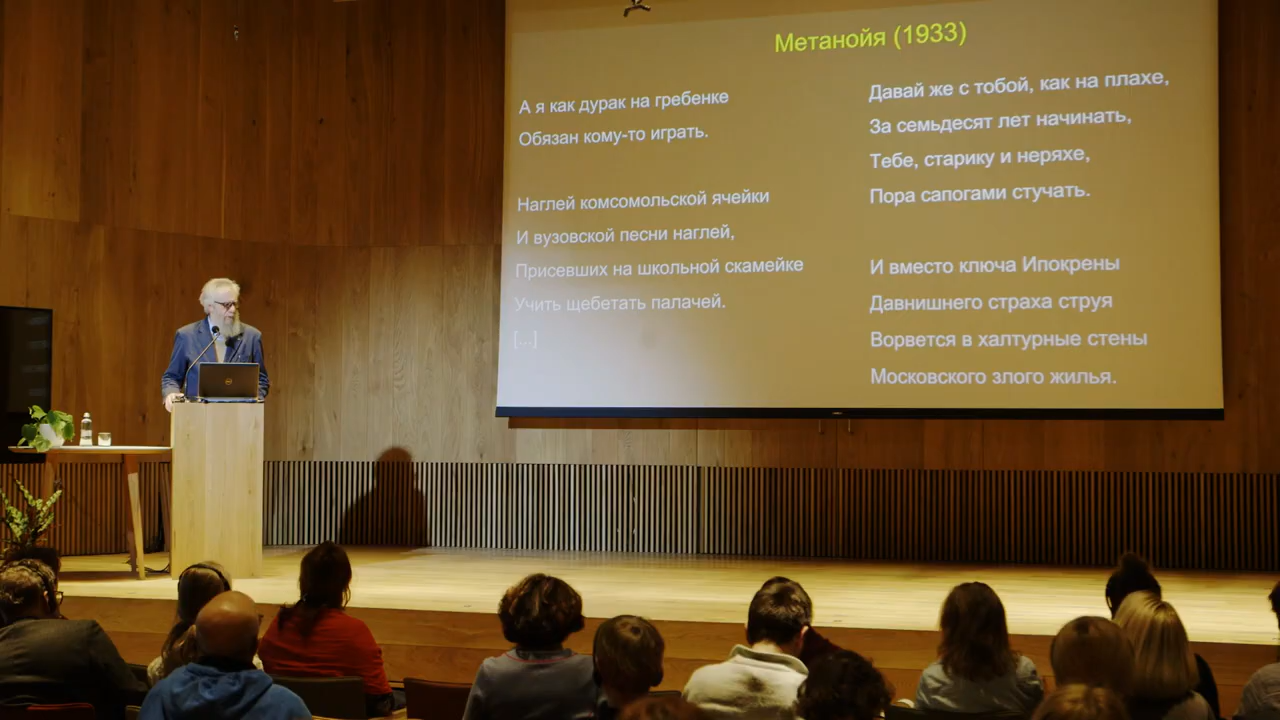 Метанойя (1933)
А я как дурак на гребенке
Обязан кому-то играть.
Наглей комсомольской ячейки
И вузовской песни наглей,
Присевших на школьной скамейке
Учить щебетать палачей.
[...]
Давай же с тобой, как на плахе,
За семьдесят лет начинать,
Тебе, старику и неряхе,
Пора сапогами стучать.
И вместо ключа Ипокрены
Давнишнего страха струя
Ворвется в халтурные стены
Московского злого жилья.